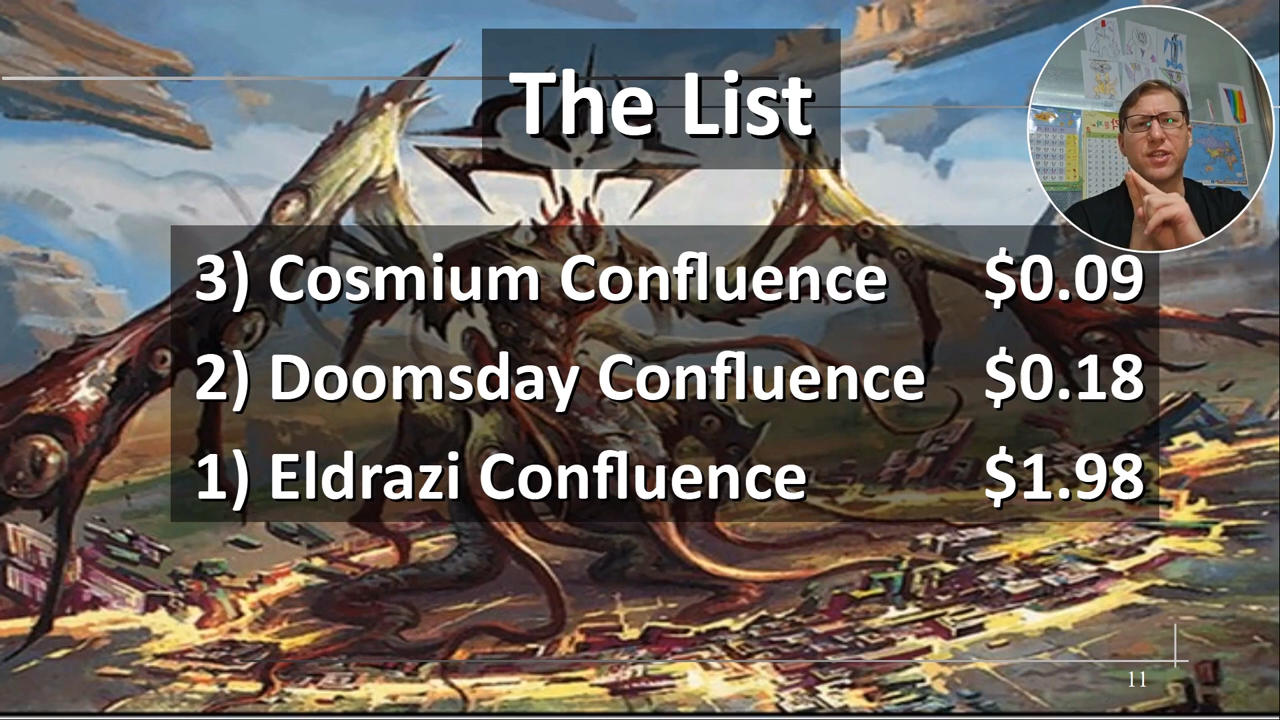 The List
3) Cosmium Confluence $0.09
2) Doomsday Confluence $0.18
1) Eldrazi Confluence $1.98
11